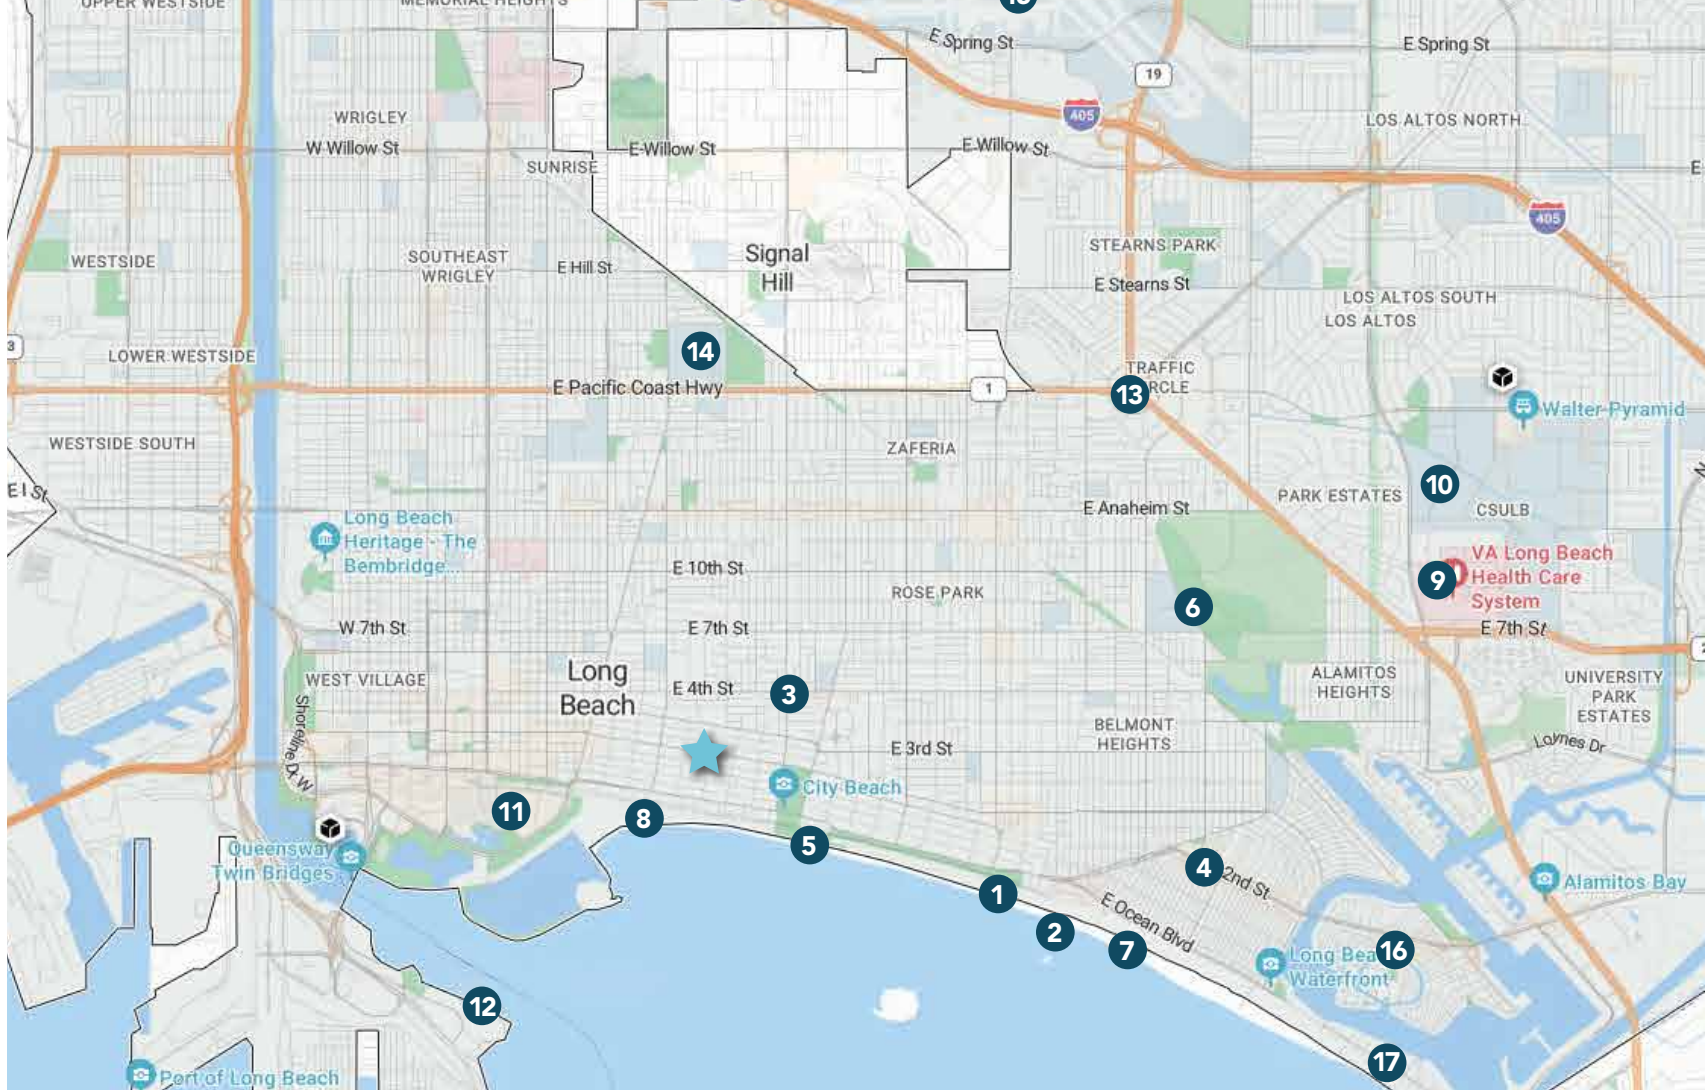 UPPER WESTSIDE
MEMORIAL HEIGHTS
E Spring St
E Spring St
19
405
WRIGLEY
LOS ALTOS NORTH
W Willow St
E Willow St
E Willow St
SUNRISE
405
STEARNS PARK
Signal
Hill
WESTSIDE
SOUTHEAST
WRIGLEY
E Hill St
E Stearns St
LOS ALTOS SOUTH
LOS ALTOS
3
LOWER WESTSIDE
14
TRAFFIC
E Pacific Coast Hwy
1
13
Walter Pyramid
WESTSIDE SOUTH
ZAFERIA
10
E I St
PARK ESTATES
E Anaheim St
CSULB
Long Beach
Heritage - The
Bembridge...
VA Long Beach
Health Care
System
9
E 10th St
ROSE PARK
6
W 7th St
E 7th St
E 7th St
Long
Beach
WEST VILLAGE
E 4th St
3
ALAMITOS
HEIGHTS
UNIVERSITY
PARK
ESTATES
Shoreline Dr W
BELMONT
HEIGHTS
E 3rd St
Loynes Dr
City Beach
11
8
5
Queensway
Twin Bridges
4
2nd St
Alamitos Bay
1
E Ocean Blvd
2
7
16
Long Bea
Waterfront
12
17
Port of Long Beach